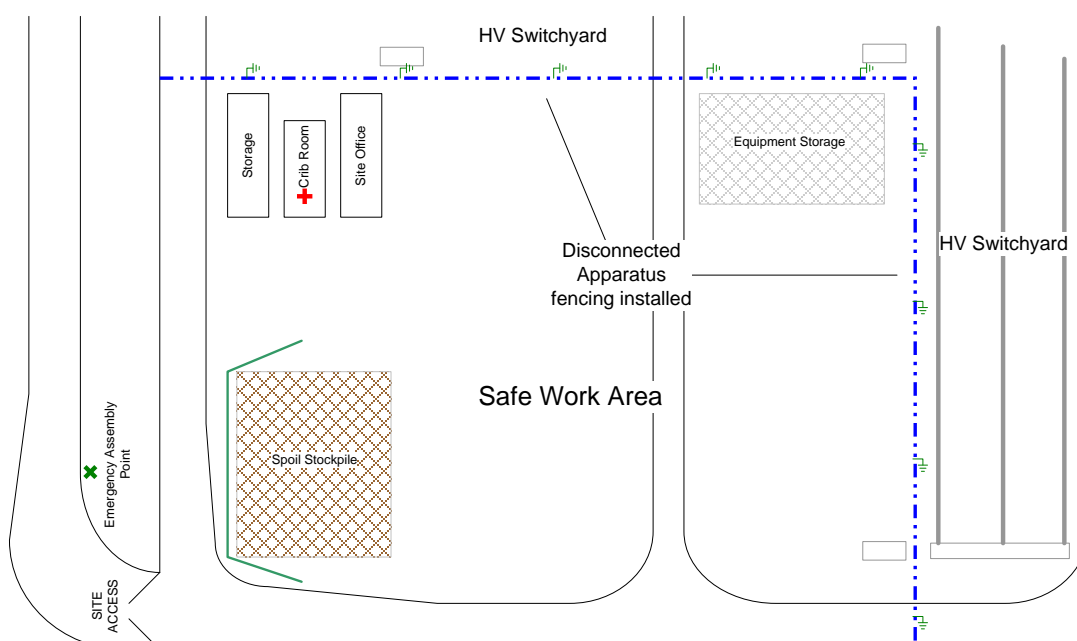 HV Switchyard
Storage
Crib Room
Site Office
Equipment Storage
HV Switchyard
Disconnected
Apparatus
fencing installed
Safe Work Area
Spoil Stockpile
Emergency Assembly
Point
SITE
ACCESS